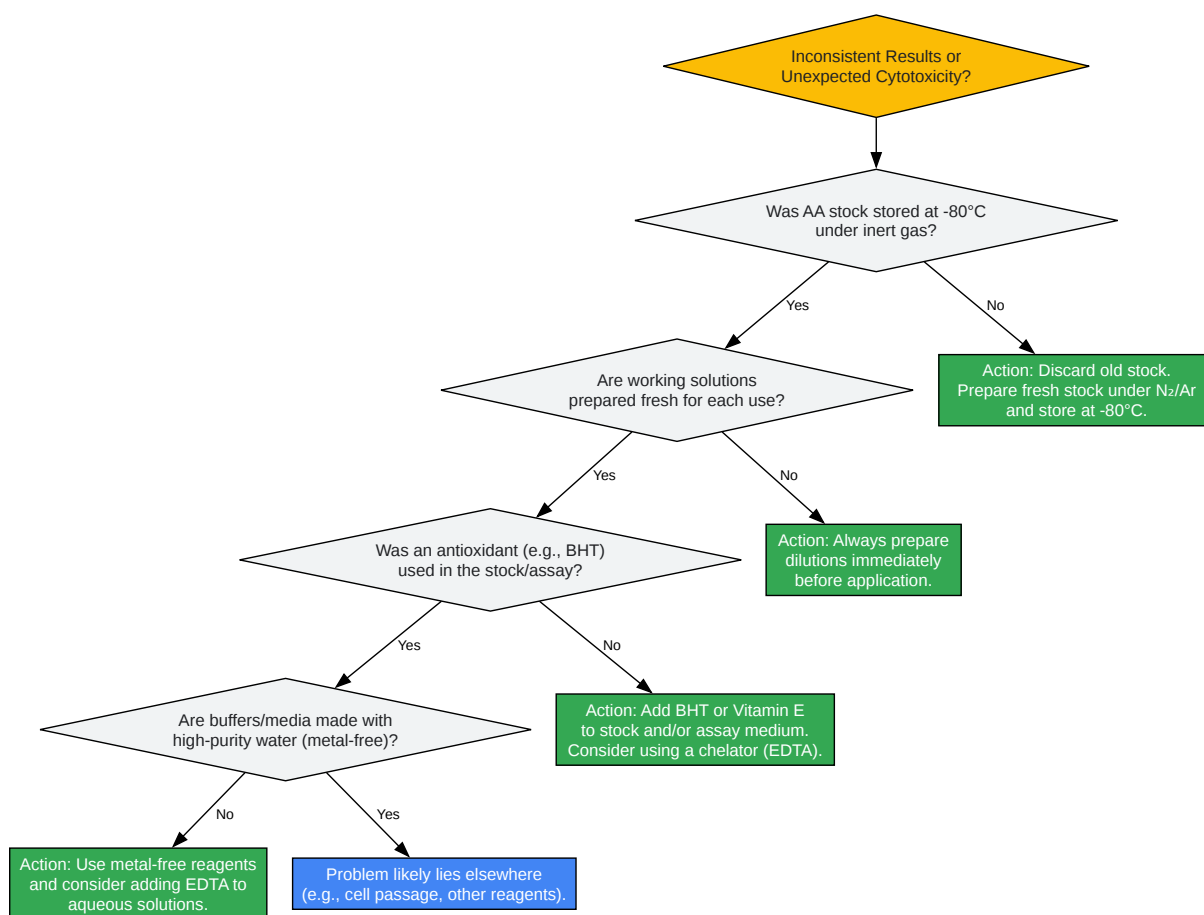 Inconsistent Results or
Unexpected Cytotoxicity?
Was AA stock stored at -80°C
under inert gas?
Yes
No
Are working solutions
prepared fresh for each use?
Action: Discard old stock.
Prepare fresh stock under N₂/Ar
and store at -80°C.
Yes
No
Was an antioxidant (e.g., BHT)
used in the stock/assay?
Action: Always prepare
dilutions immediately
before application.
Yes
No
Are buffers/media made with
high-purity water (metal-free)?
Action: Add BHT or Vitamin E
to stock and/or assay medium.
Consider using a chelator (EDTA).
No
Yes
Action: Use metal-free reagents
and consider adding EDTA to
aqueous solutions.
Problem likely lies elsewhere
(e.g., cell passage, other reagents).